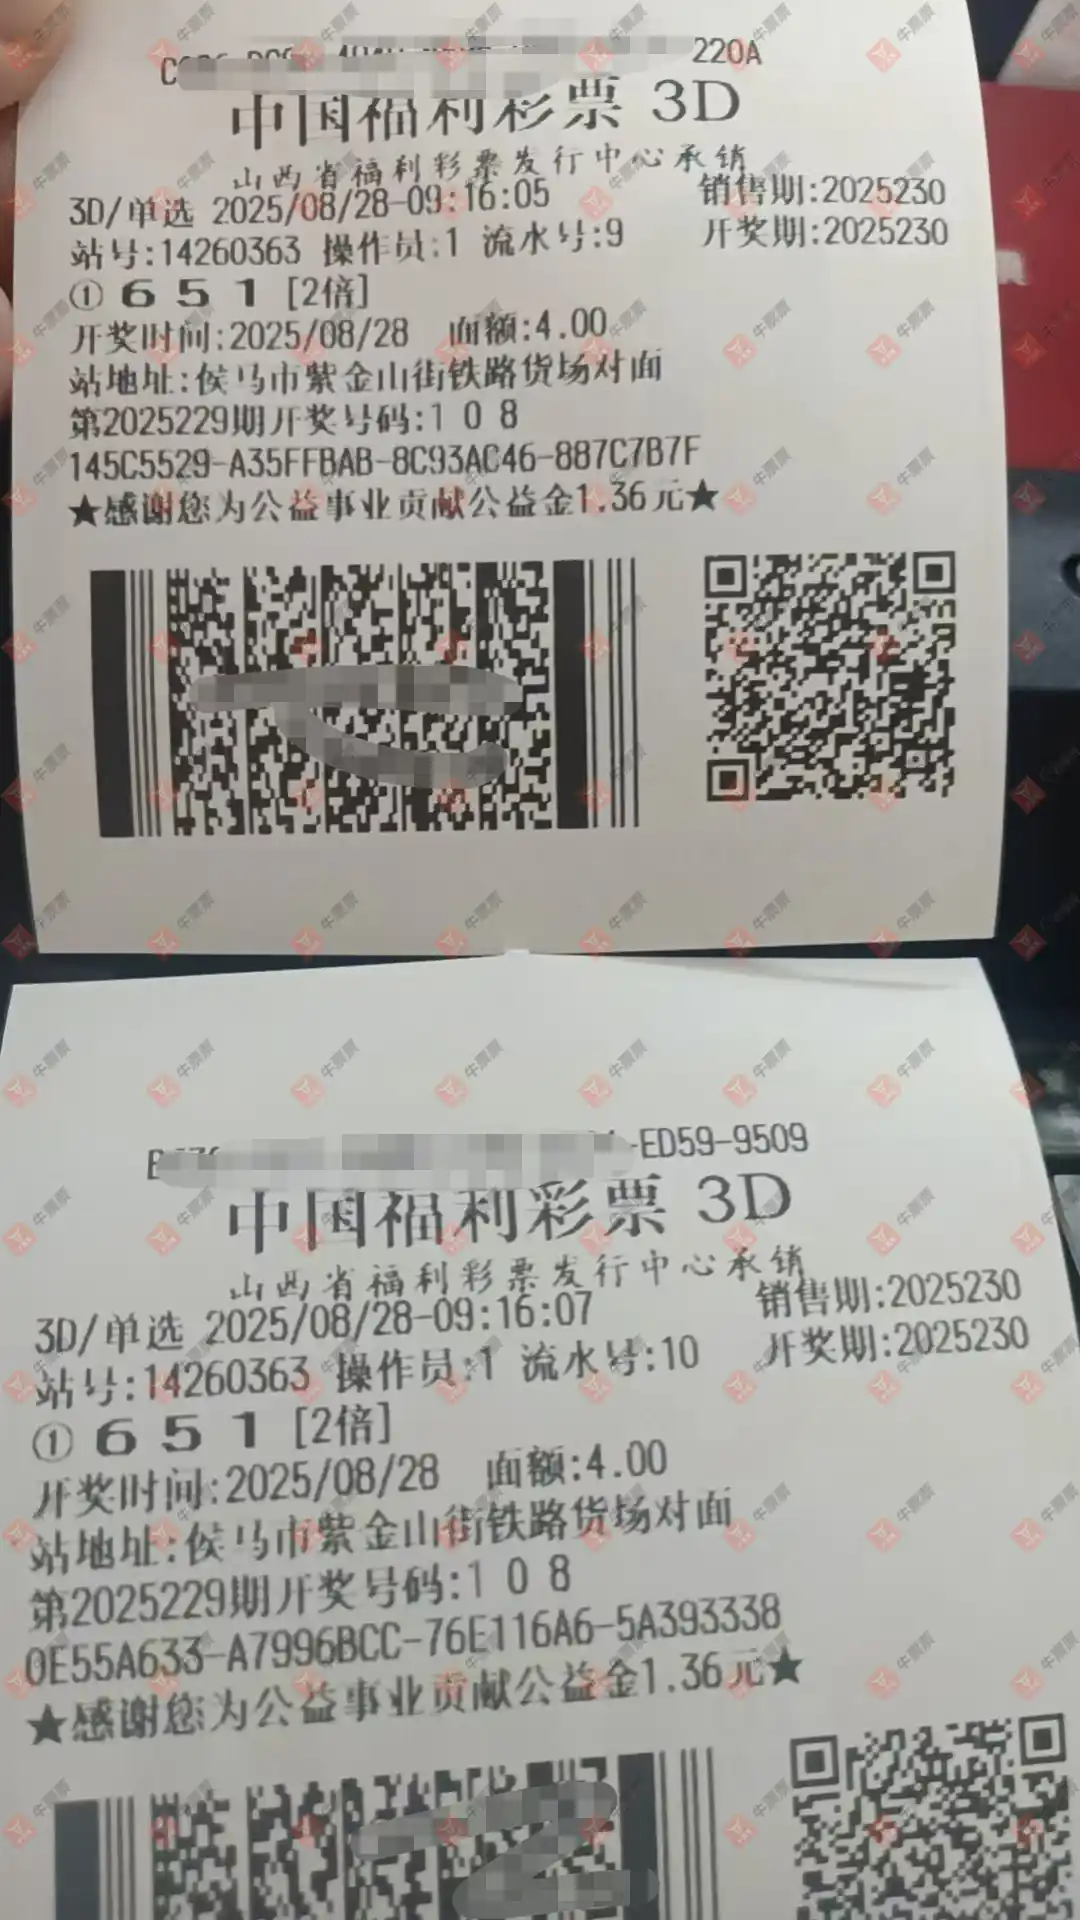 220A
中国福利彩票 3D
山西省福利彩票发行中心承销
3D/单选 2025/08/28-09:16:05 销售期:2025230
站号:14260363 操作员:1 流水号:9 开奖期:2025230
① 6 5 1 [2倍]
开奖时间:2025/08/28 面额:4.00
站地址:侯马市紫金山街铁路货场对面
第2025229期开奖号码:1 0 8
145C5529-A35FFBAB-8C93AC46-887C7B7F
★感谢您为公益事业贡献公益金1.36元★
-ED59-9509
中国福利彩票 3D
山西省福利彩票发行中心承销
3D/单选 2025/08/28-09:16:07 销售期:2025230
站号:14260363 操作员:1 流水号:10 开奖期:2025230
① 6 5 1 [2倍]
开奖时间:2025/08/28 面额:4.00
站地址:侯马市紫金山街铁路货场对面
第2025229期开奖号码:1 0 8
0E55A633-A7996BCC-76E116A6-5A393338
★感谢您为公益事业贡献公益金1.36元★
牛票票